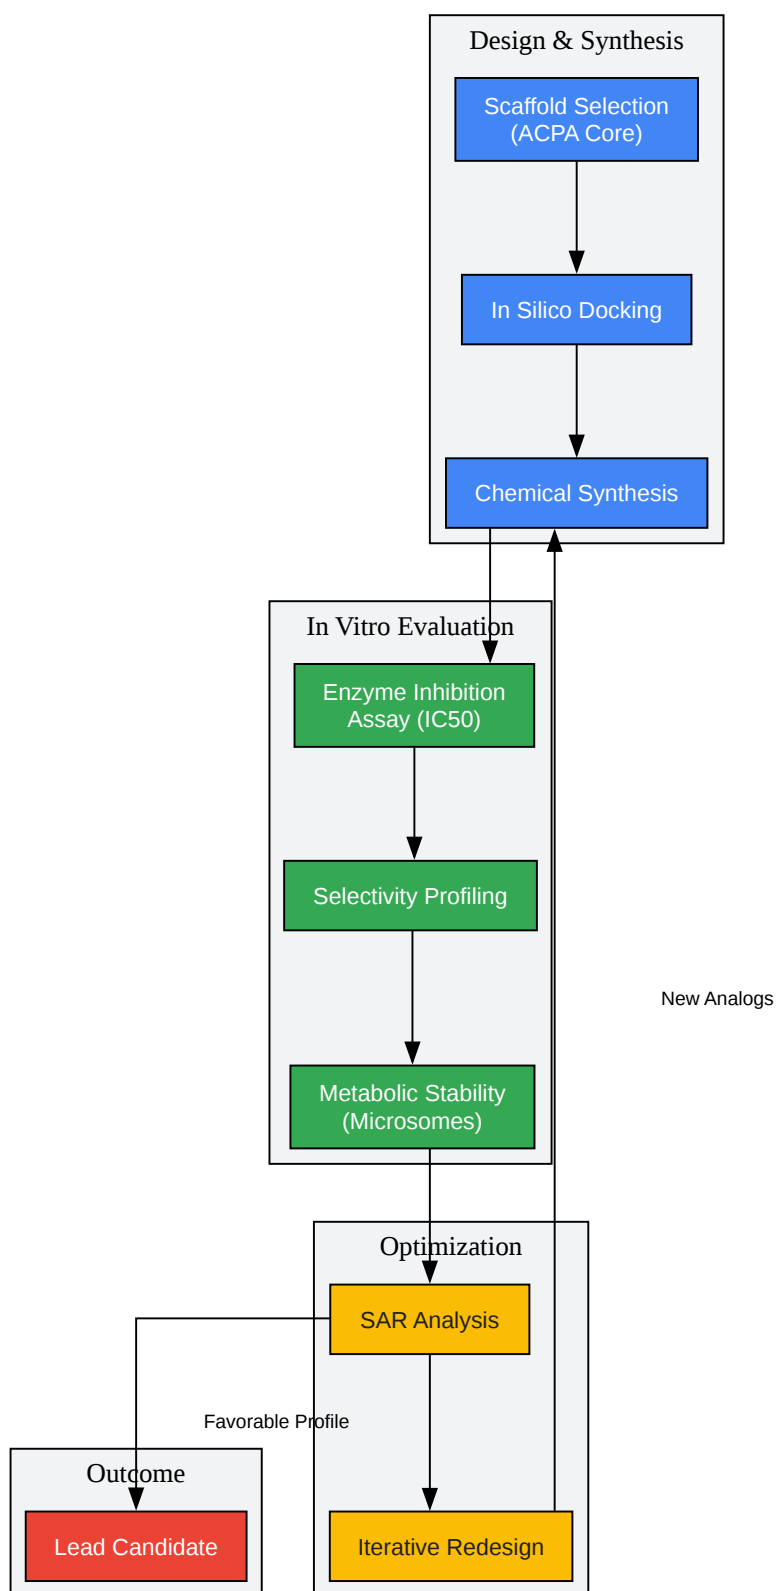 Design & Synthesis
Scaffold Selection
(ACPA Core)
In Silico Docking
Chemical Synthesis
In Vitro Evaluation
Enzyme Inhibition
Assay (IC50)
Selectivity Profiling
New Analogs
Metabolic Stability
(Microsomes)
Optimization
SAR Analysis
Favorable Profile
Outcome
Lead Candidate
Iterative Redesign